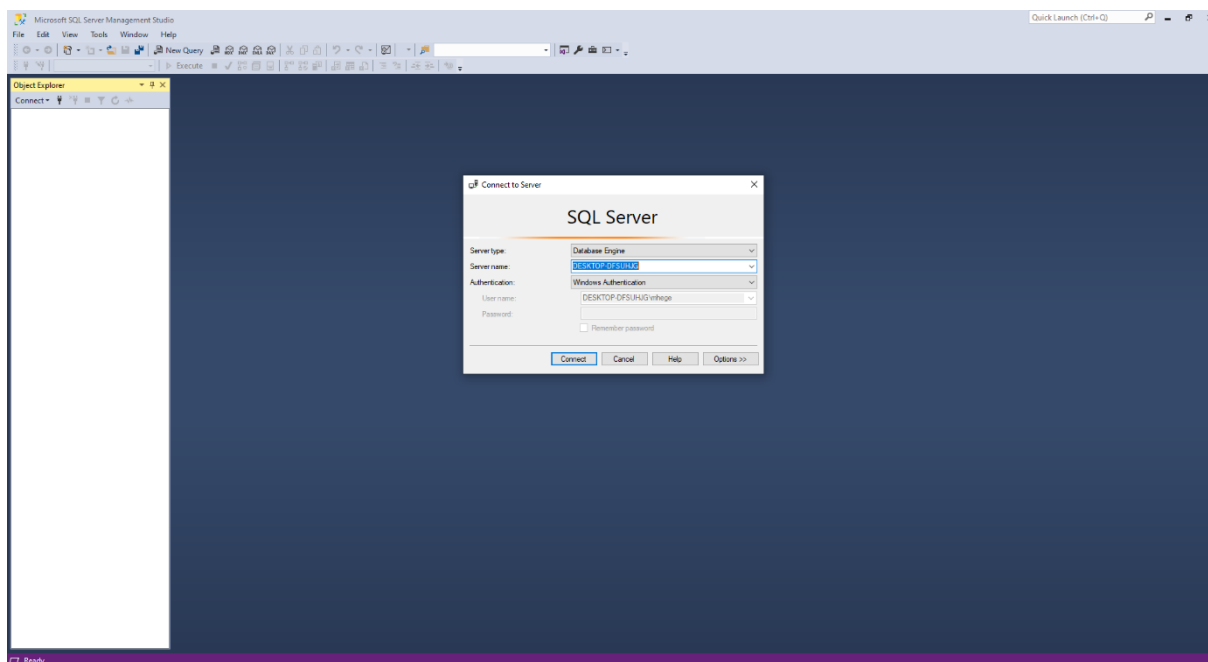 Microsoft SQL Server Management Studio
Quick Launch (Ctrl+Q)
File Edit View Tools Window Help
New Query
Execute
Object Explorer
Connect
Connect to Server
SQL Server
Server type: Database Engine
Server name: DESKTOP-DFSUHJG
Authentication: Windows Authentication
User name: DESKTOP-DFSUHJG\mhege
Password:
Remember password
Connect Cancel Help Options >>
Ready